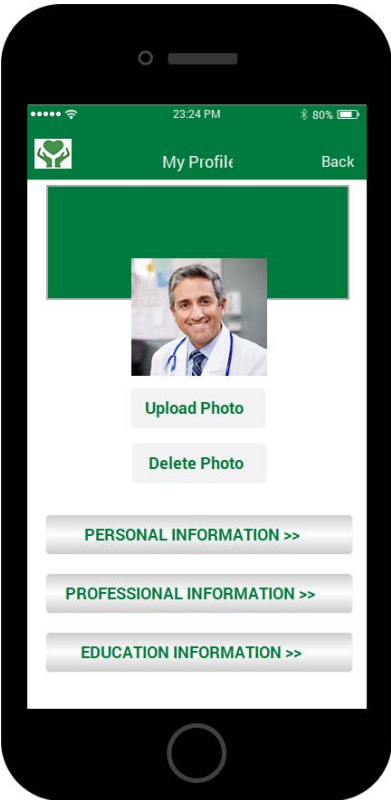 23:24 PM
80%
My Profile
Back
Upload Photo
Delete Photo
PERSONAL INFORMATION >>
PROFESSIONAL INFORMATION >>
EDUCATION INFORMATION >>